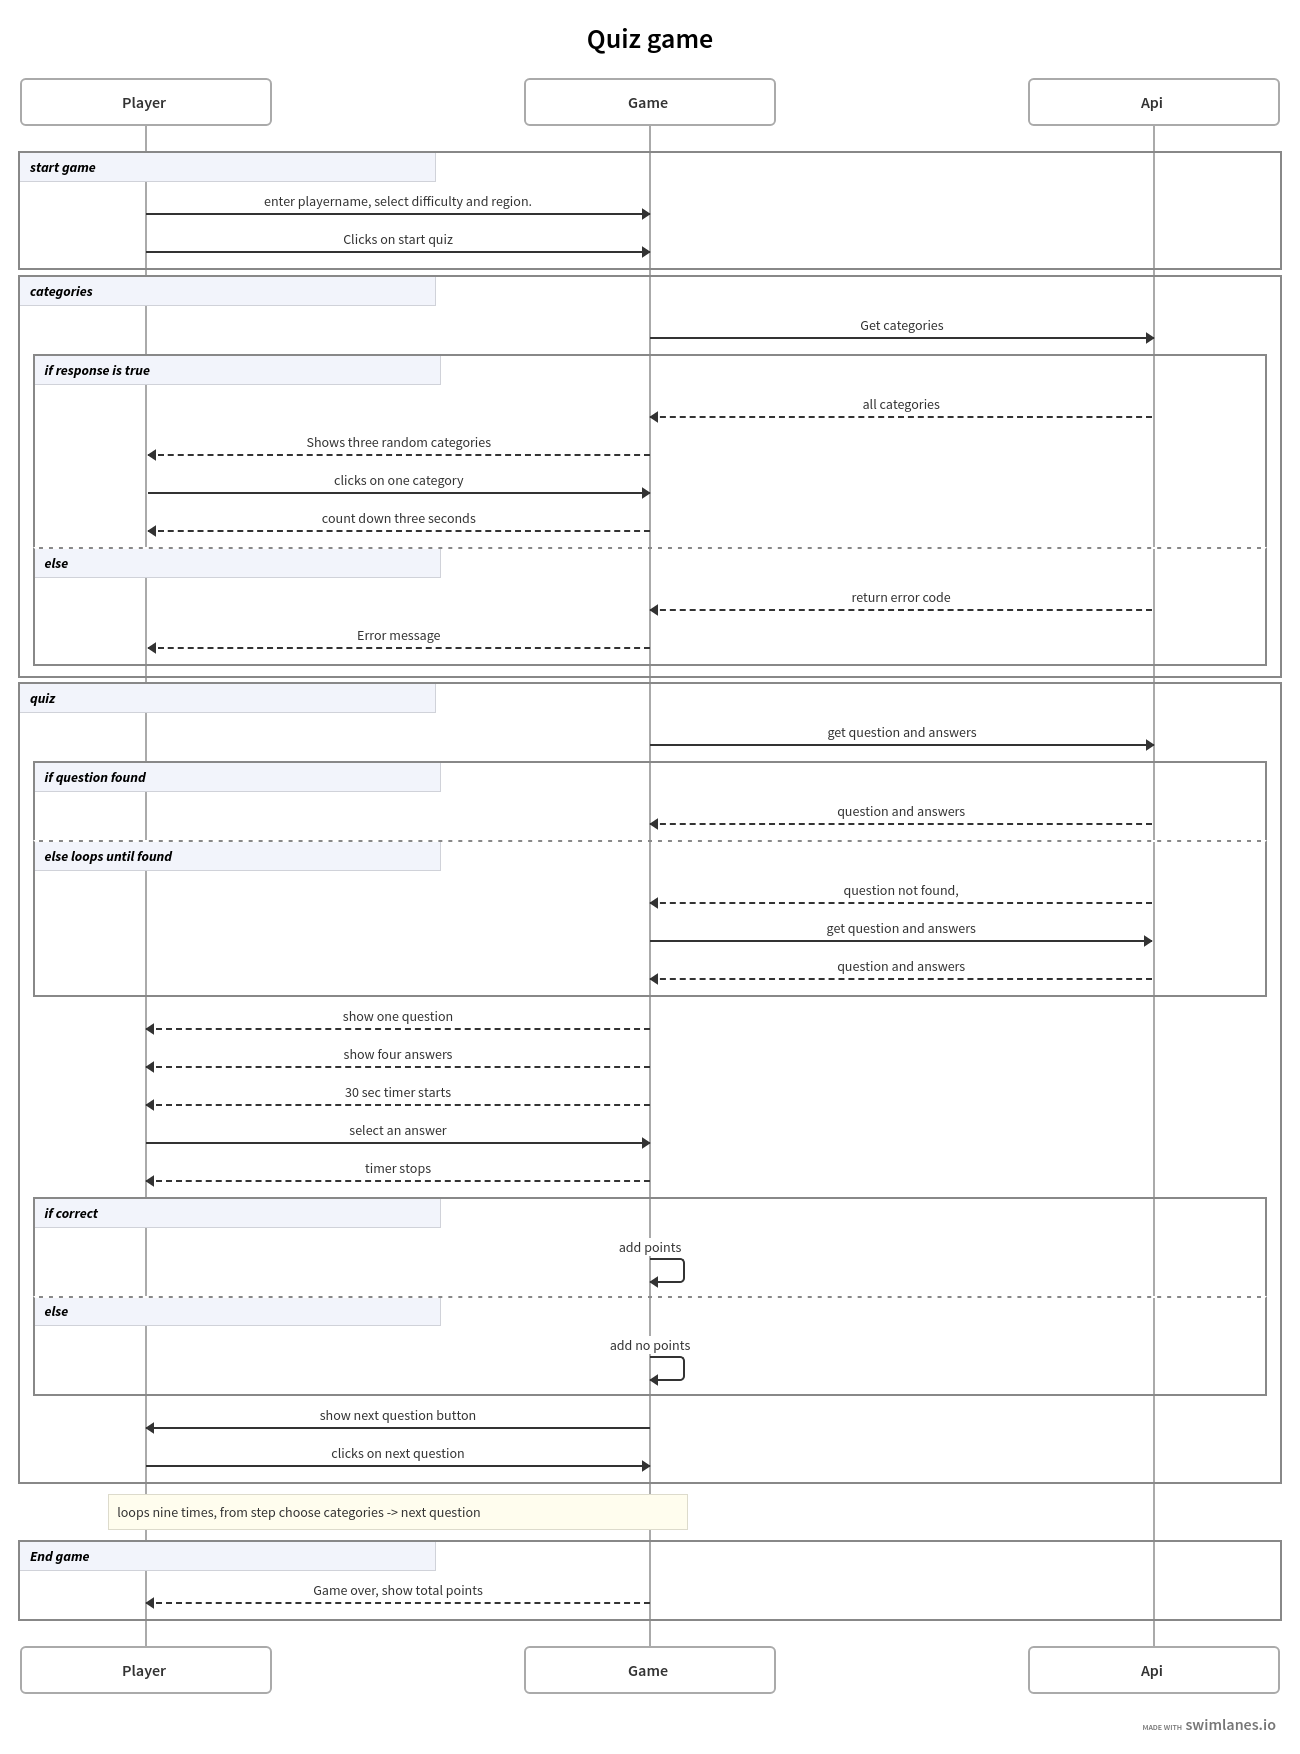 Quiz game
Player
Game
Api
start game
enter playername, select difficulty and region.
Clicks on start quiz
categories
Get categories
if response is true
all categories
Shows three random categories
clicks on one category
count down three seconds
else
return error code
Error message
quiz
get question and answers
if question found
question and answers
else loops until found
question not found,
get question and answers
question and answers
show one question
show four answers
30 sec timer starts
select an answer
timer stops
if correct
add points
else
add no points
show next question button
clicks on next question
loops nine times, from step choose categories -> next question
End game
Game over, show total points
Player
Game
Api
MADE WITH swimlanes.io